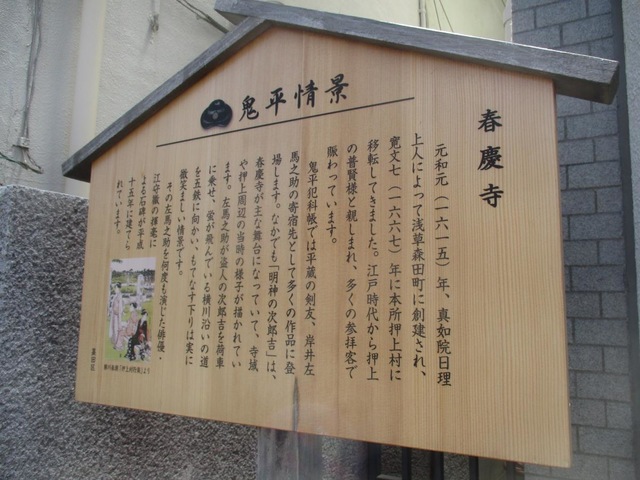 鬼平情景
春慶寺
元和元（一六一五）年、真如院日理
上人によって浅草森田町に創建され、
寛文七（一六六七）年に本所押上村に
移転してきました。江戸時代から押上
の普賢様と親しまれ、多くの参拝客で
賑わっています。
鬼平犯科帳では平蔵の剣友、岸井左
馬之助の寄宿先として多くの作品に登
場します。なかでも「明神の次郎吉」は、
春慶寺が主な舞台になっていて、寺域
や押上周辺の当時の様子が描かれてい
ます。左馬之助が盗人の次郎吉を荷車
に乗せ、蛍が飛んでいる横川沿いの道
を五鉄に向かい、もてなす下りは実に
微笑ましい情景です。
その左馬之助を何度も演じた俳優・
江守徹の揮毫に
よる石碑が平成
十五年に建てら
れています。
墨田区